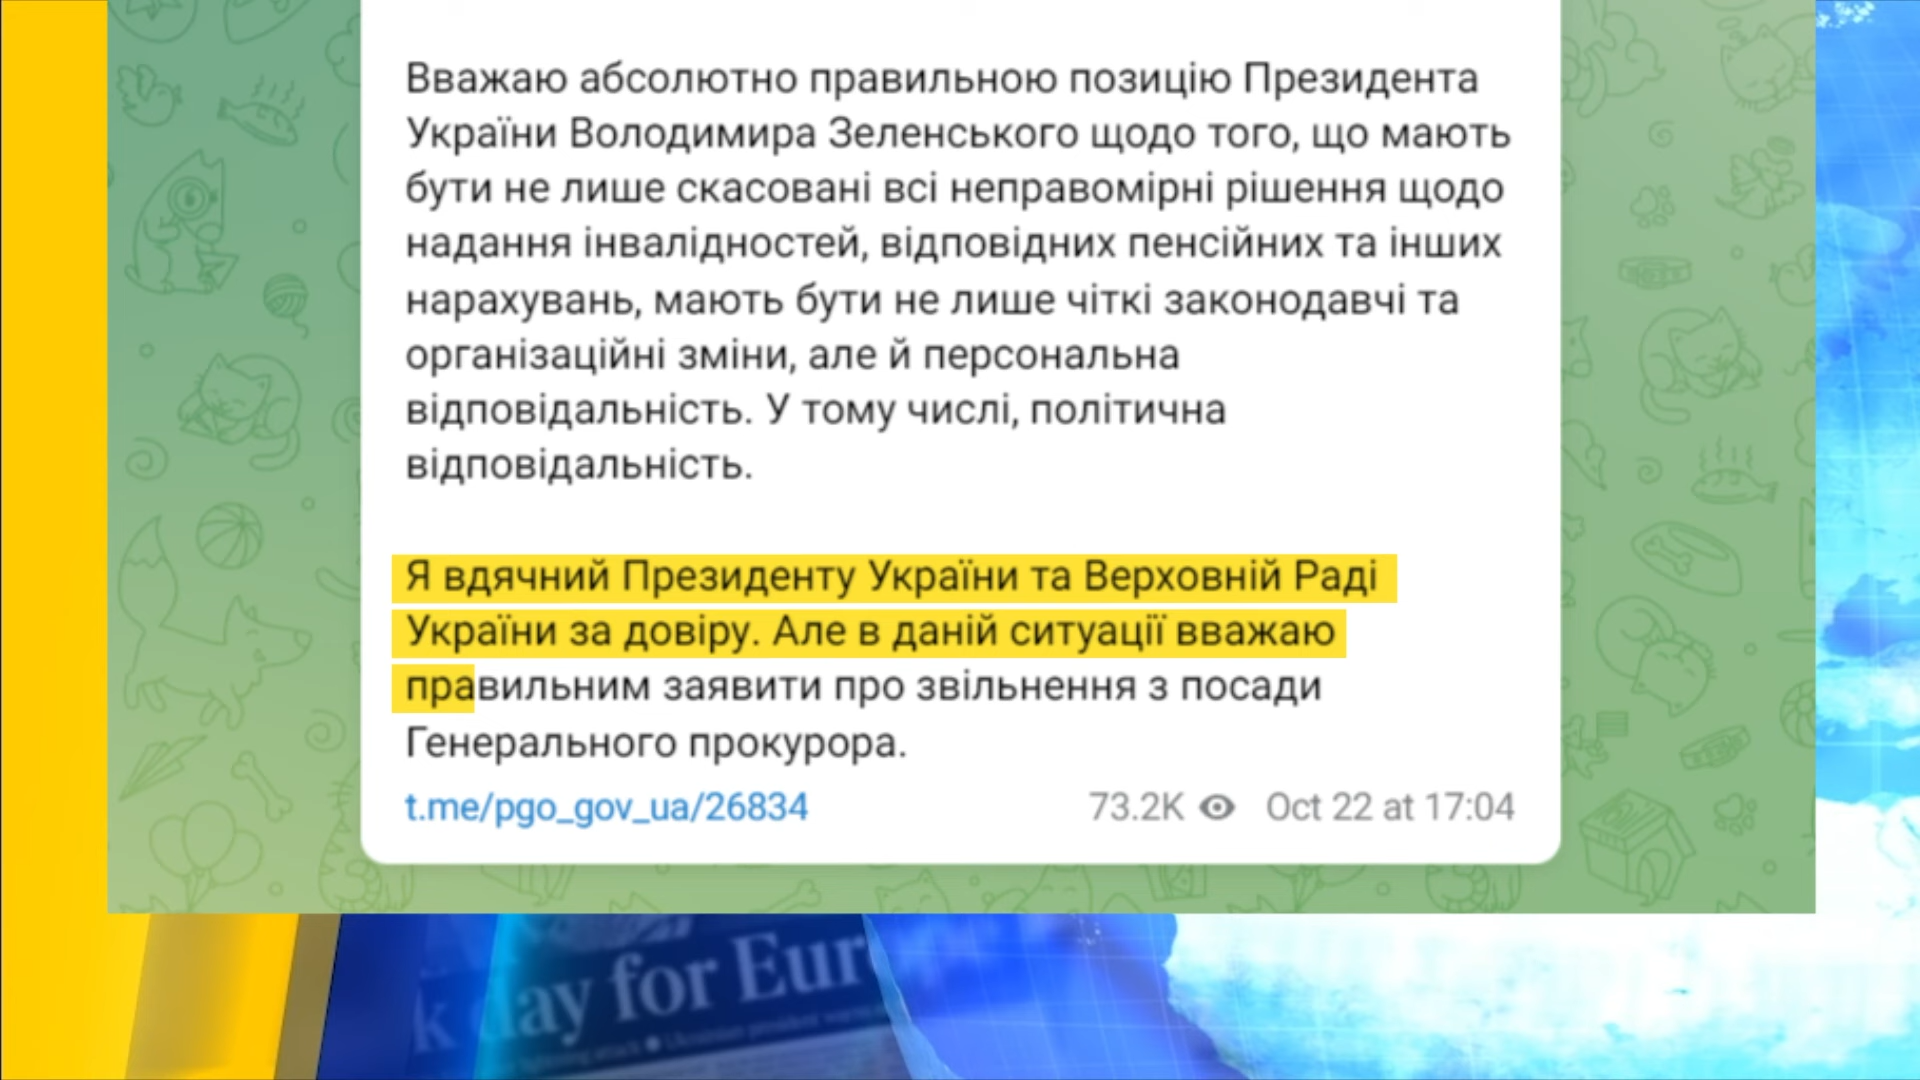 Вважаю абсолютно правильною позицію Президента
України Володимира Зеленського щодо того, що мають
бути не лише скасовані всі неправомірні рішення щодо
надання інвалідностей, відповідних пенсійних та інших
нарахувань, мають бути не лише чіткі законодавчі та
організаційні зміни, але й персональна
відповідальність. У тому числі, політична
відповідальність.
Я вдячний Президенту України та Верховній Раді
України за довіру. Але в даній ситуації вважаю
правильним заявити про звільнення з посади
Генерального прокурора.
t.me/pgo_gov_ua/26834 73.2K Oct 22 at 17:04
k day for Eur